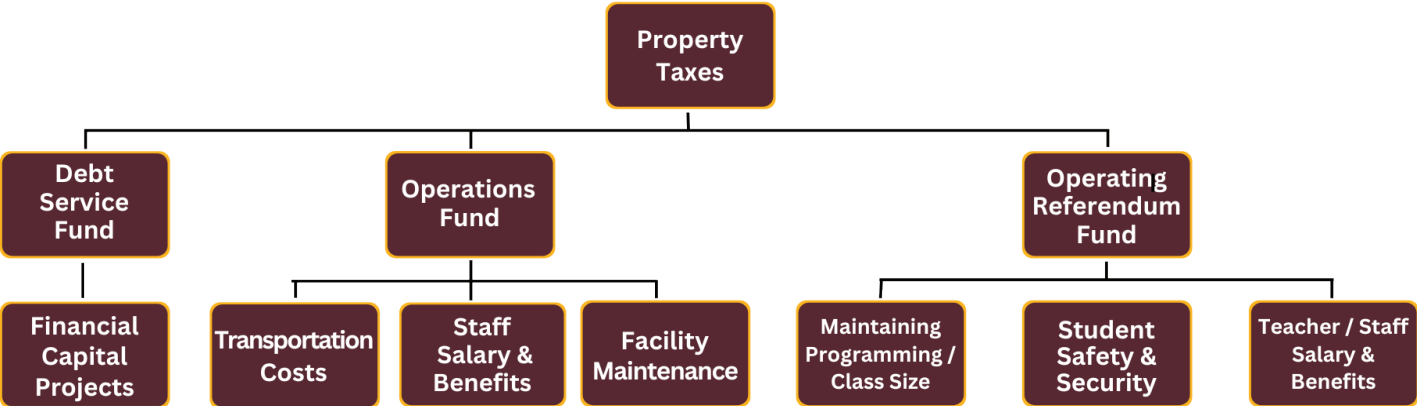 Property
Taxes
Debt
Service
Fund
Operations
Fund
Operating
Referendum
Fund
Financial
Capital
Projects
Transportation
Costs
Staff
Salary &
Benefits
Facility
Maintenance
Maintaining
Programming /
Class Size
Student
Safety &
Security
Teacher / Staff
Salary &
Benefits